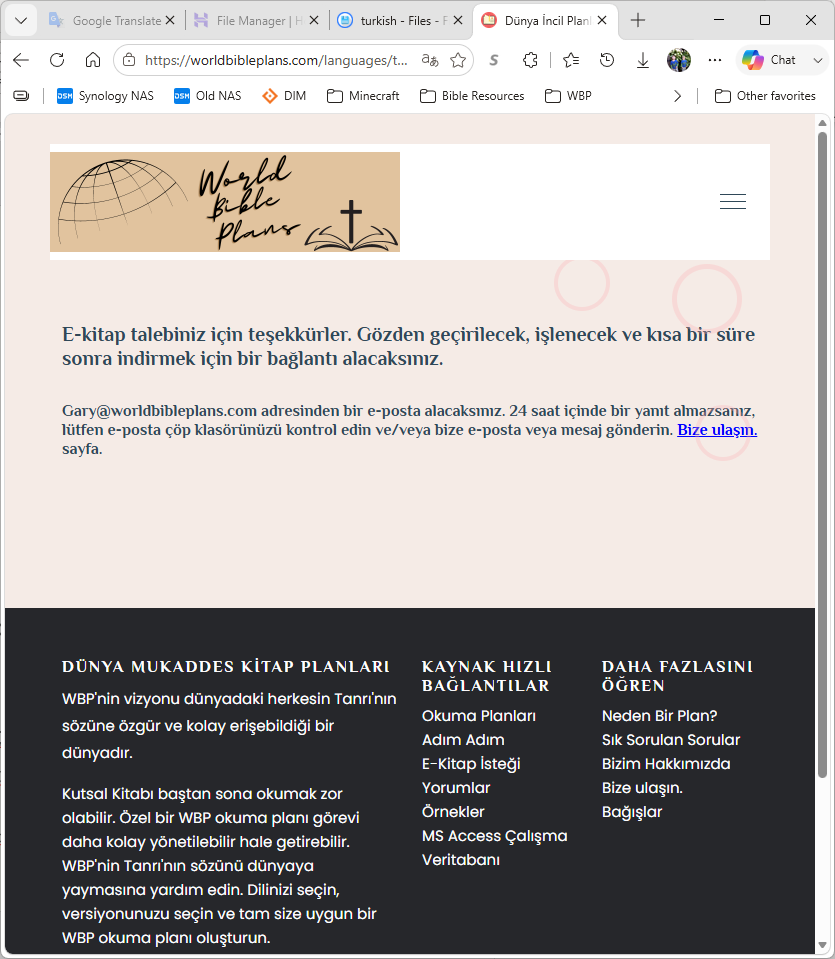 Google Translate
File Manager | H
turkish - Files - F
Dünya İncil Planl
https://worldbibleplans.com/languages/t...
Chat
Synology NAS
Old NAS
DIM
Minecraft
Bible Resources
WBP
Other favorites
World
Bible
Plans
E-kitap talebiniz için teşekkürler. Gözden geçirilecek, işlenecek ve kısa bir süre
sonra indirmek için bir bağlantı alacaksınız.
Gary@worldbibleplans.com adresinden bir e-posta alacaksınız. 24 saat içinde bir yanıt almazsanız,
lütfen e-posta çöp klasörünüzü kontrol edin ve/veya bize e-posta veya mesaj gönderin. Bize ulaşın.
sayfa.
DÜNYA MUKADDES KİTAP PLANLARI
WBP'nin vizyonu dünyadaki herkesin Tanrı'nın
sözüne özgür ve kolay erişebildiği bir
dünyadır.
Kutsal Kitabı baştan sona okumak zor
olabilir. Özel bir WBP okuma planı görevi
daha kolay yönetilebilir hale getirebilir.
WBP'nin Tanrı'nın sözünü dünyaya
yaymasına yardım edin. Dilinizi seçin,
versiyonunuzu seçin ve tam size uygun bir
WBP okuma planı oluşturun.
KAYNAK HIZLI
BAĞLANTILAR
Okuma Planları
Adım Adım
E-Kitap İsteği
Yorumlar
Örnekler
MS Access Çalışma
Veritabanı
DAHA FAZLASINI
ÖĞREN
Neden Bir Plan?
Sık Sorulan Sorular
Bizim Hakkımızda
Bize ulaşın.
Bağışlar